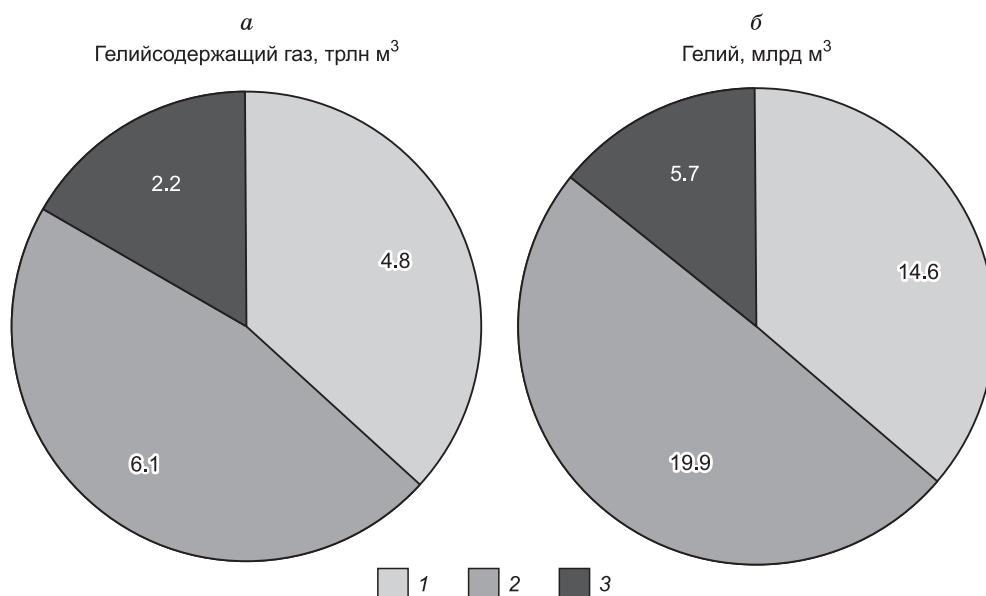 а
Гелийсодержащий газ, трлн м³
2.2
4.8
6.1
б
Гелий, млрд м³
5.7
14.6
19.9
1 2 3